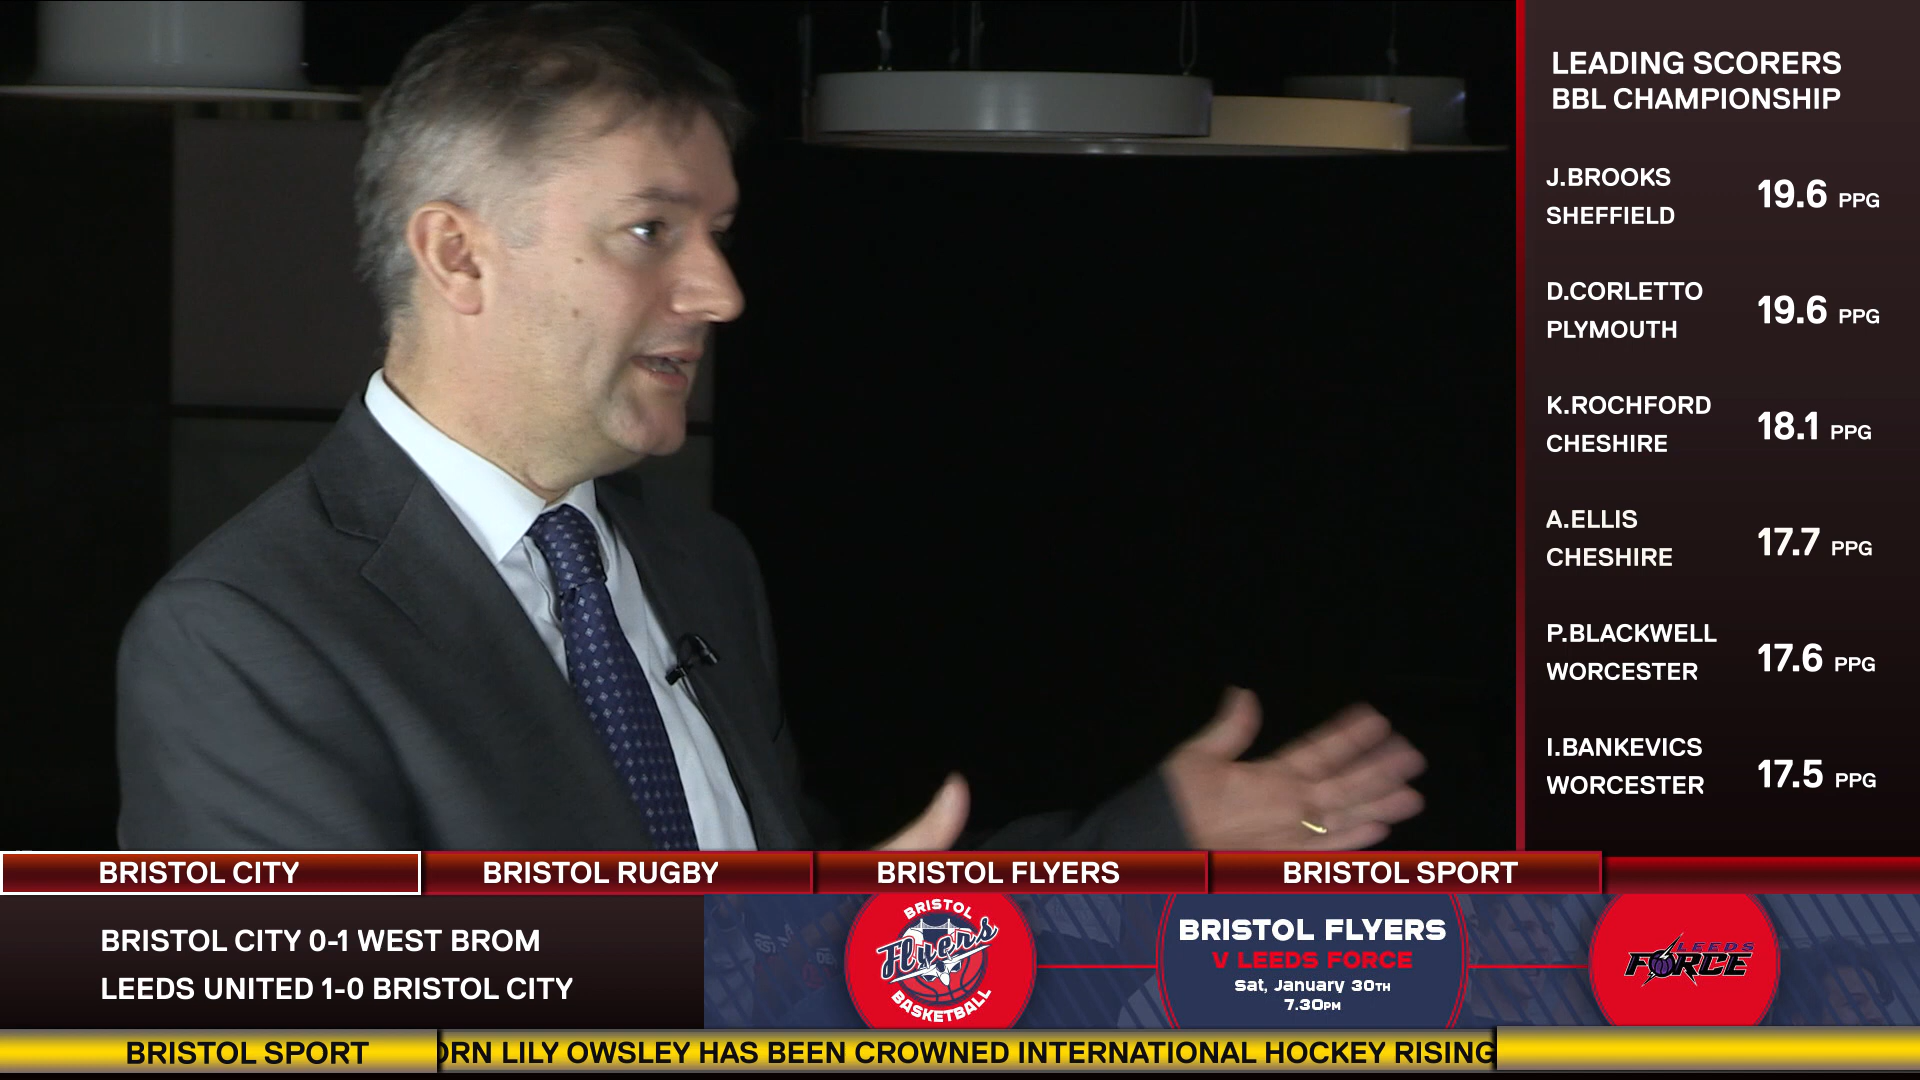 LEADING SCORERS
BBL CHAMPIONSHIP
J.BROOKS
SHEFFIELD
19.6 PPG
D.CORLETTO
PLYMOUTH
19.6 PPG
K.ROCHFORD
CHESHIRE
18.1 PPG
A.ELLIS
CHESHIRE
17.7 PPG
P.BLACKWELL
WORCESTER
17.6 PPG
I.BANKEVICS
WORCESTER
17.5 PPG
BRISTOL CITY
BRISTOL RUGBY
BRISTOL FLYERS
BRISTOL SPORT
BRISTOL CITY 0-1 WEST BROM
LEEDS UNITED 1-0 BRISTOL CITY
BRISTOL
Flyers
BASKETBALL
BRISTOL FLYERS
V LEEDS FORCE
Sat, January 30TH
7.30PM
LEEDS
FORCE
BRISTOL SPORT
ORN LILY OWSLEY HAS BEEN CROWNED INTERNATIONAL HOCKEY RISING